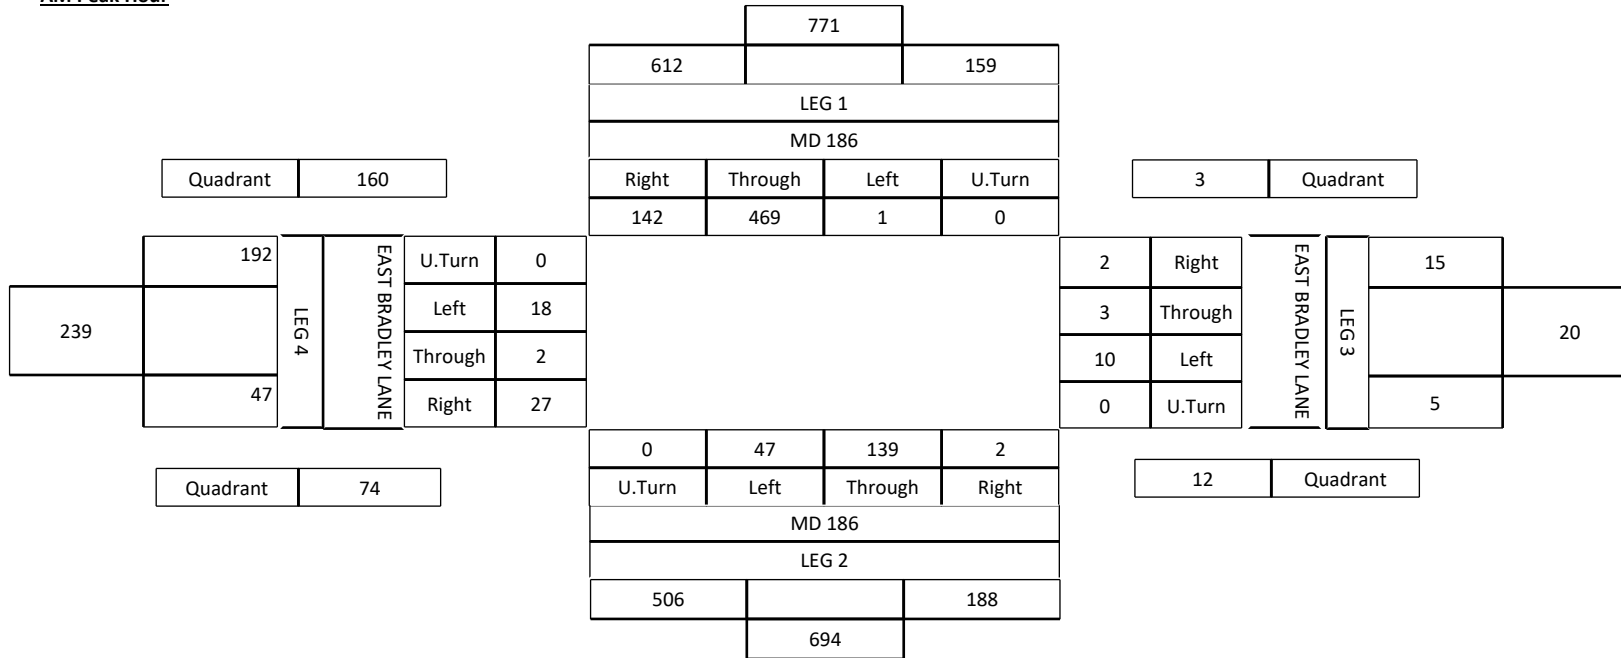 AM Peak Hour
771
612 159
LEG 1
MD 186
Quadrant 160
Right Through Left U.Turn
3 Quadrant
142 469 1 0
192
239
47
LEG 4
EAST BRADLEY LANE
U.Turn 0
Left 18
Through 2
Right 27
2 Right
3 Through
10 Left
0 U.Turn
EAST BRADLEY LANE
LEG 3
15
20
5
0 47 139 2
U.Turn Left Through Right
Quadrant 74
12 Quadrant
MD 186
LEG 2
506 188
694